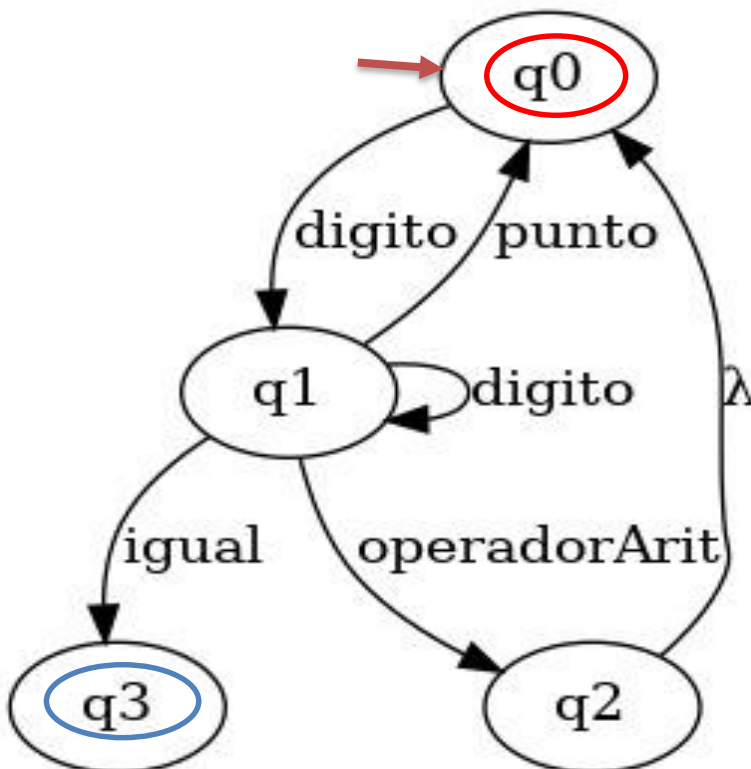 q0
digito
punto
q1
digito
λ
igual
operadorArit
q3
q2